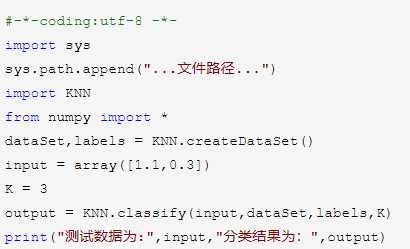 #-*-coding:utf-8 -*-
import sys
sys.path.append("...文件路径...")
import KNN
from numpy import *
dataSet,labels = KNN.createDataSet()
input = array([1.1,0.3])
K = 3
output = KNN.classify(input,dataSet,labels,K)
print("测试数据为:",input,"分类结果为：",output)